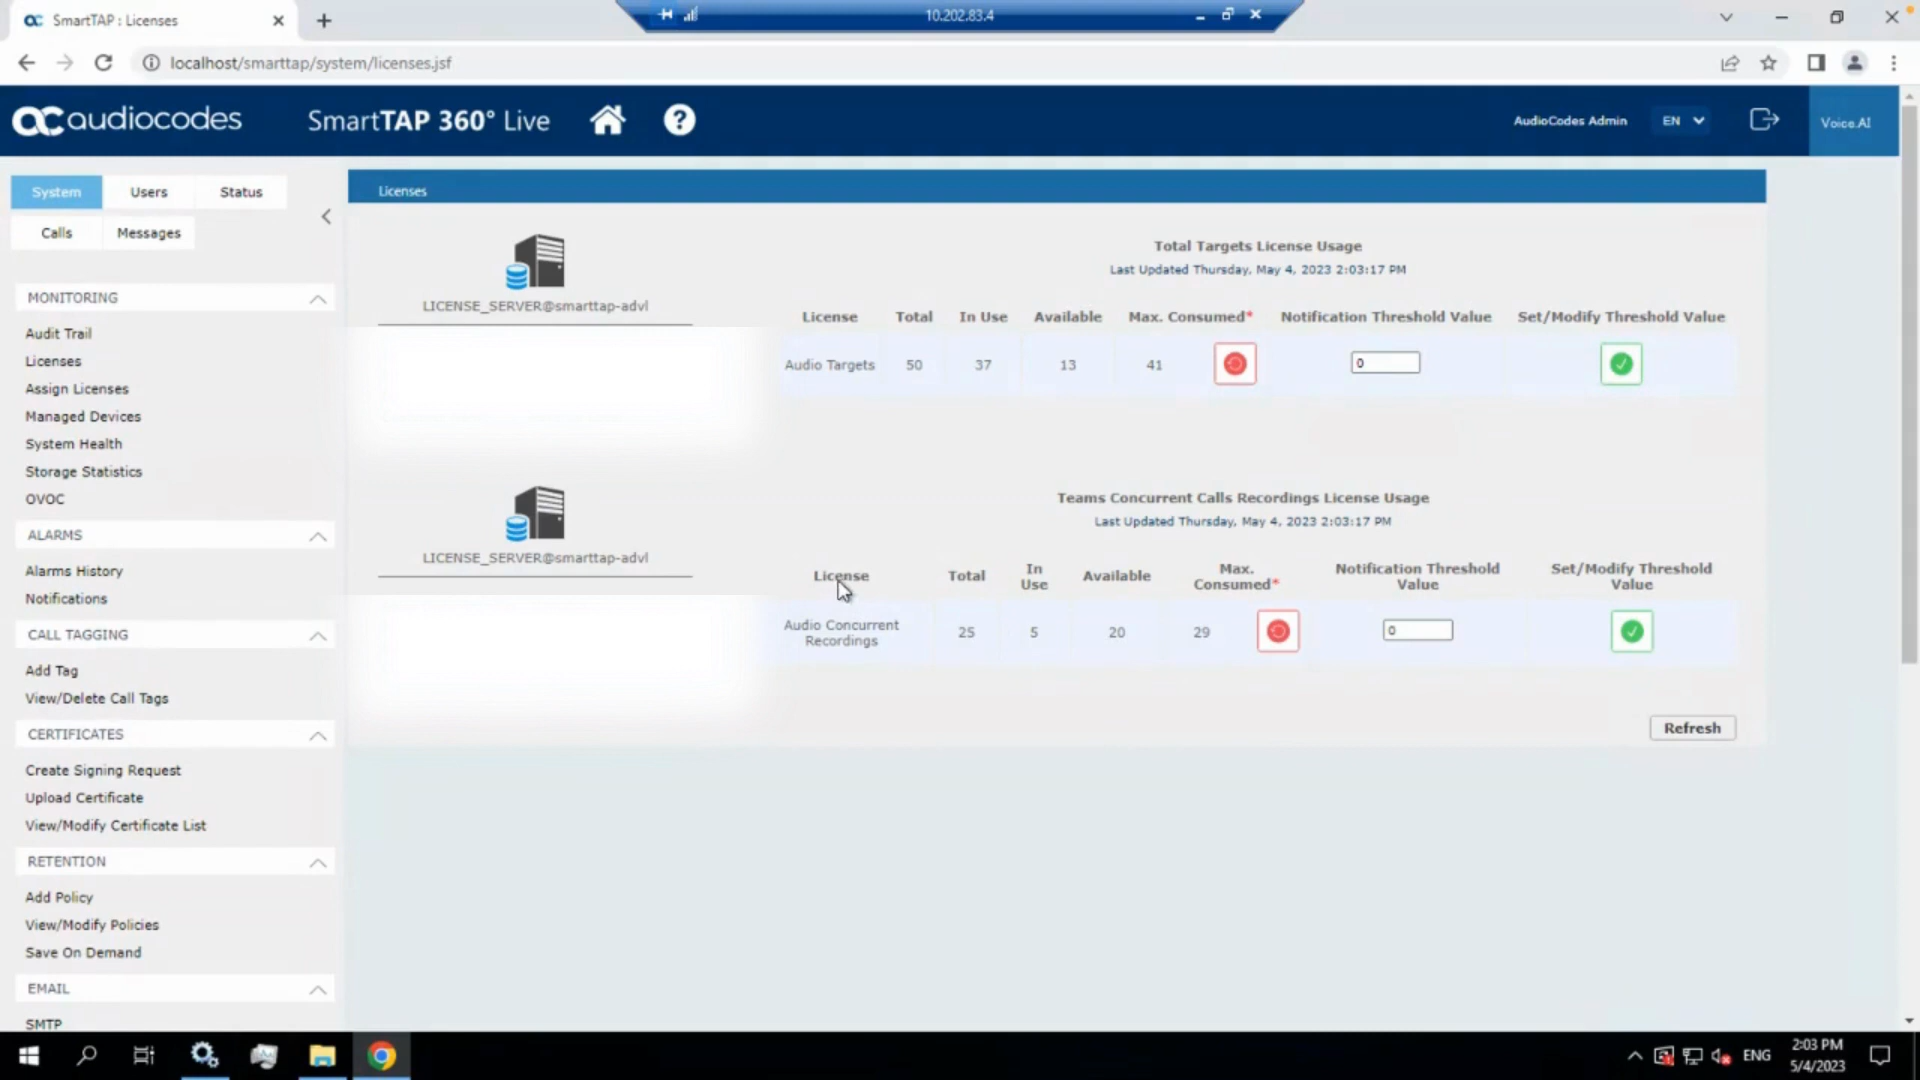 SmartTAP : Licenses
10.202.83.4
localhost/smarttap/system/licenses.jsf
audiocodes
SmartTAP 360° Live
AudioCodes Admin
EN
Voice.AI
System
Users
Status
Calls
Messages
MONITORING
Audit Trail
Licenses
Assign Licenses
Managed Devices
System Health
Storage Statistics
OVOC
ALARMS
Alarms History
Notifications
CALL TAGGING
Add Tag
View/Delete Call Tags
CERTIFICATES
Create Signing Request
Upload Certificate
View/Modify Certificate List
RETENTION
Add Policy
View/Modify Policies
Save On Demand
EMAIL
SMTP
Licenses
LICENSE_SERVER@smarttap-advl
Total Targets License Usage
Last Updated Thursday, May 4, 2023 2:03:17 PM
License Total In Use Available Max. Consumed* Notification Threshold Value Set/Modify Threshold Value
Audio Targets 50 37 13 41 0
LICENSE_SERVER@smarttap-advl
Teams Concurrent Calls Recordings License Usage
Last Updated Thursday, May 4, 2023 2:03:17 PM
License Total In Use Available Max. Consumed* Notification Threshold Value Set/Modify Threshold Value
Audio Concurrent Recordings 25 5 20 29 0
Refresh
ENG
2:03 PM
5/4/2023